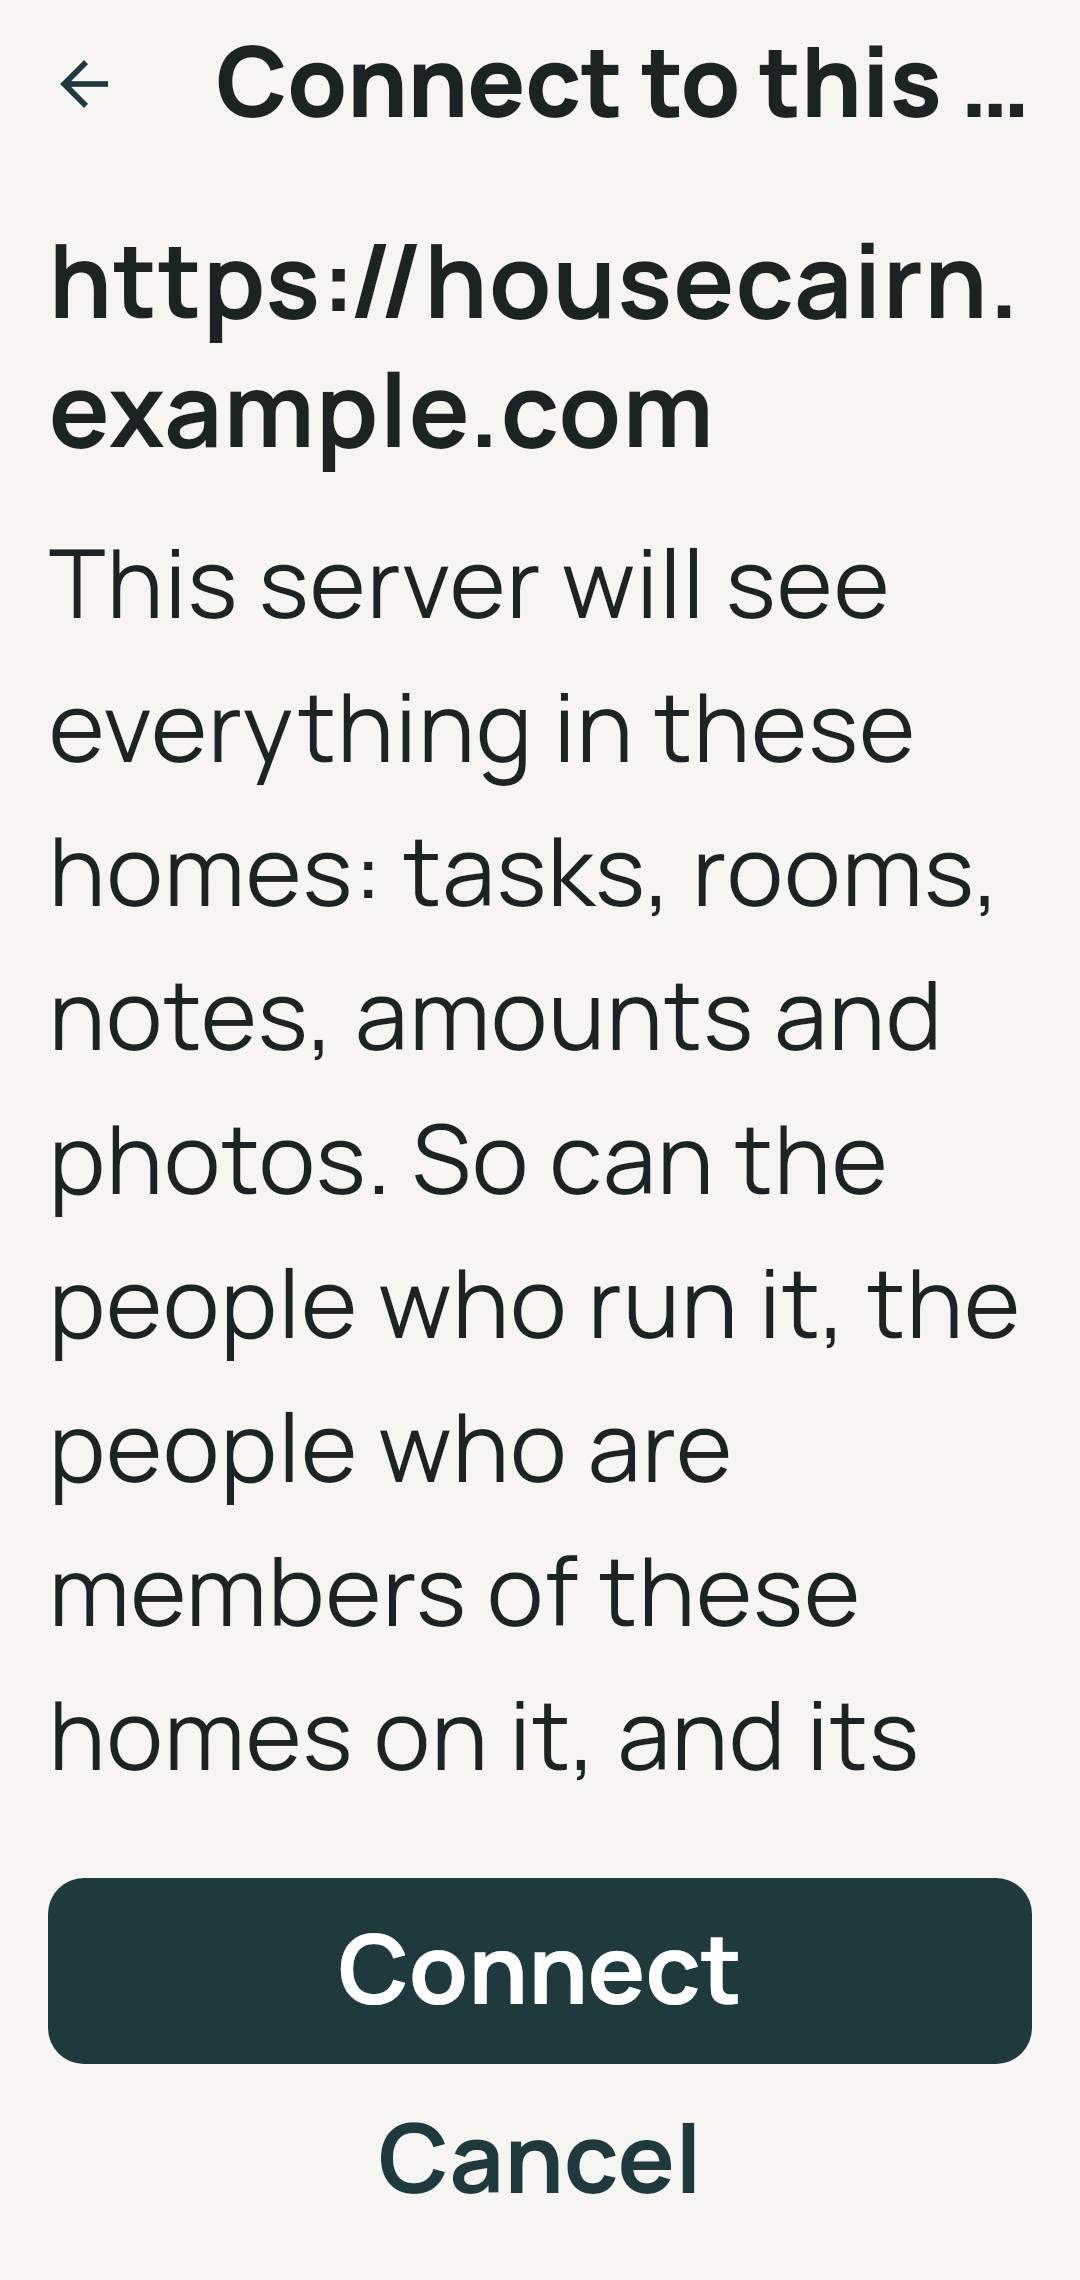 Connect to this ...
https://housecairn.
example.com
This server will see
everything in these
homes: tasks, rooms,
notes, amounts and
photos. So can the
people who run it, the
people who are
members of these
homes on it, and its
Connect
Cancel